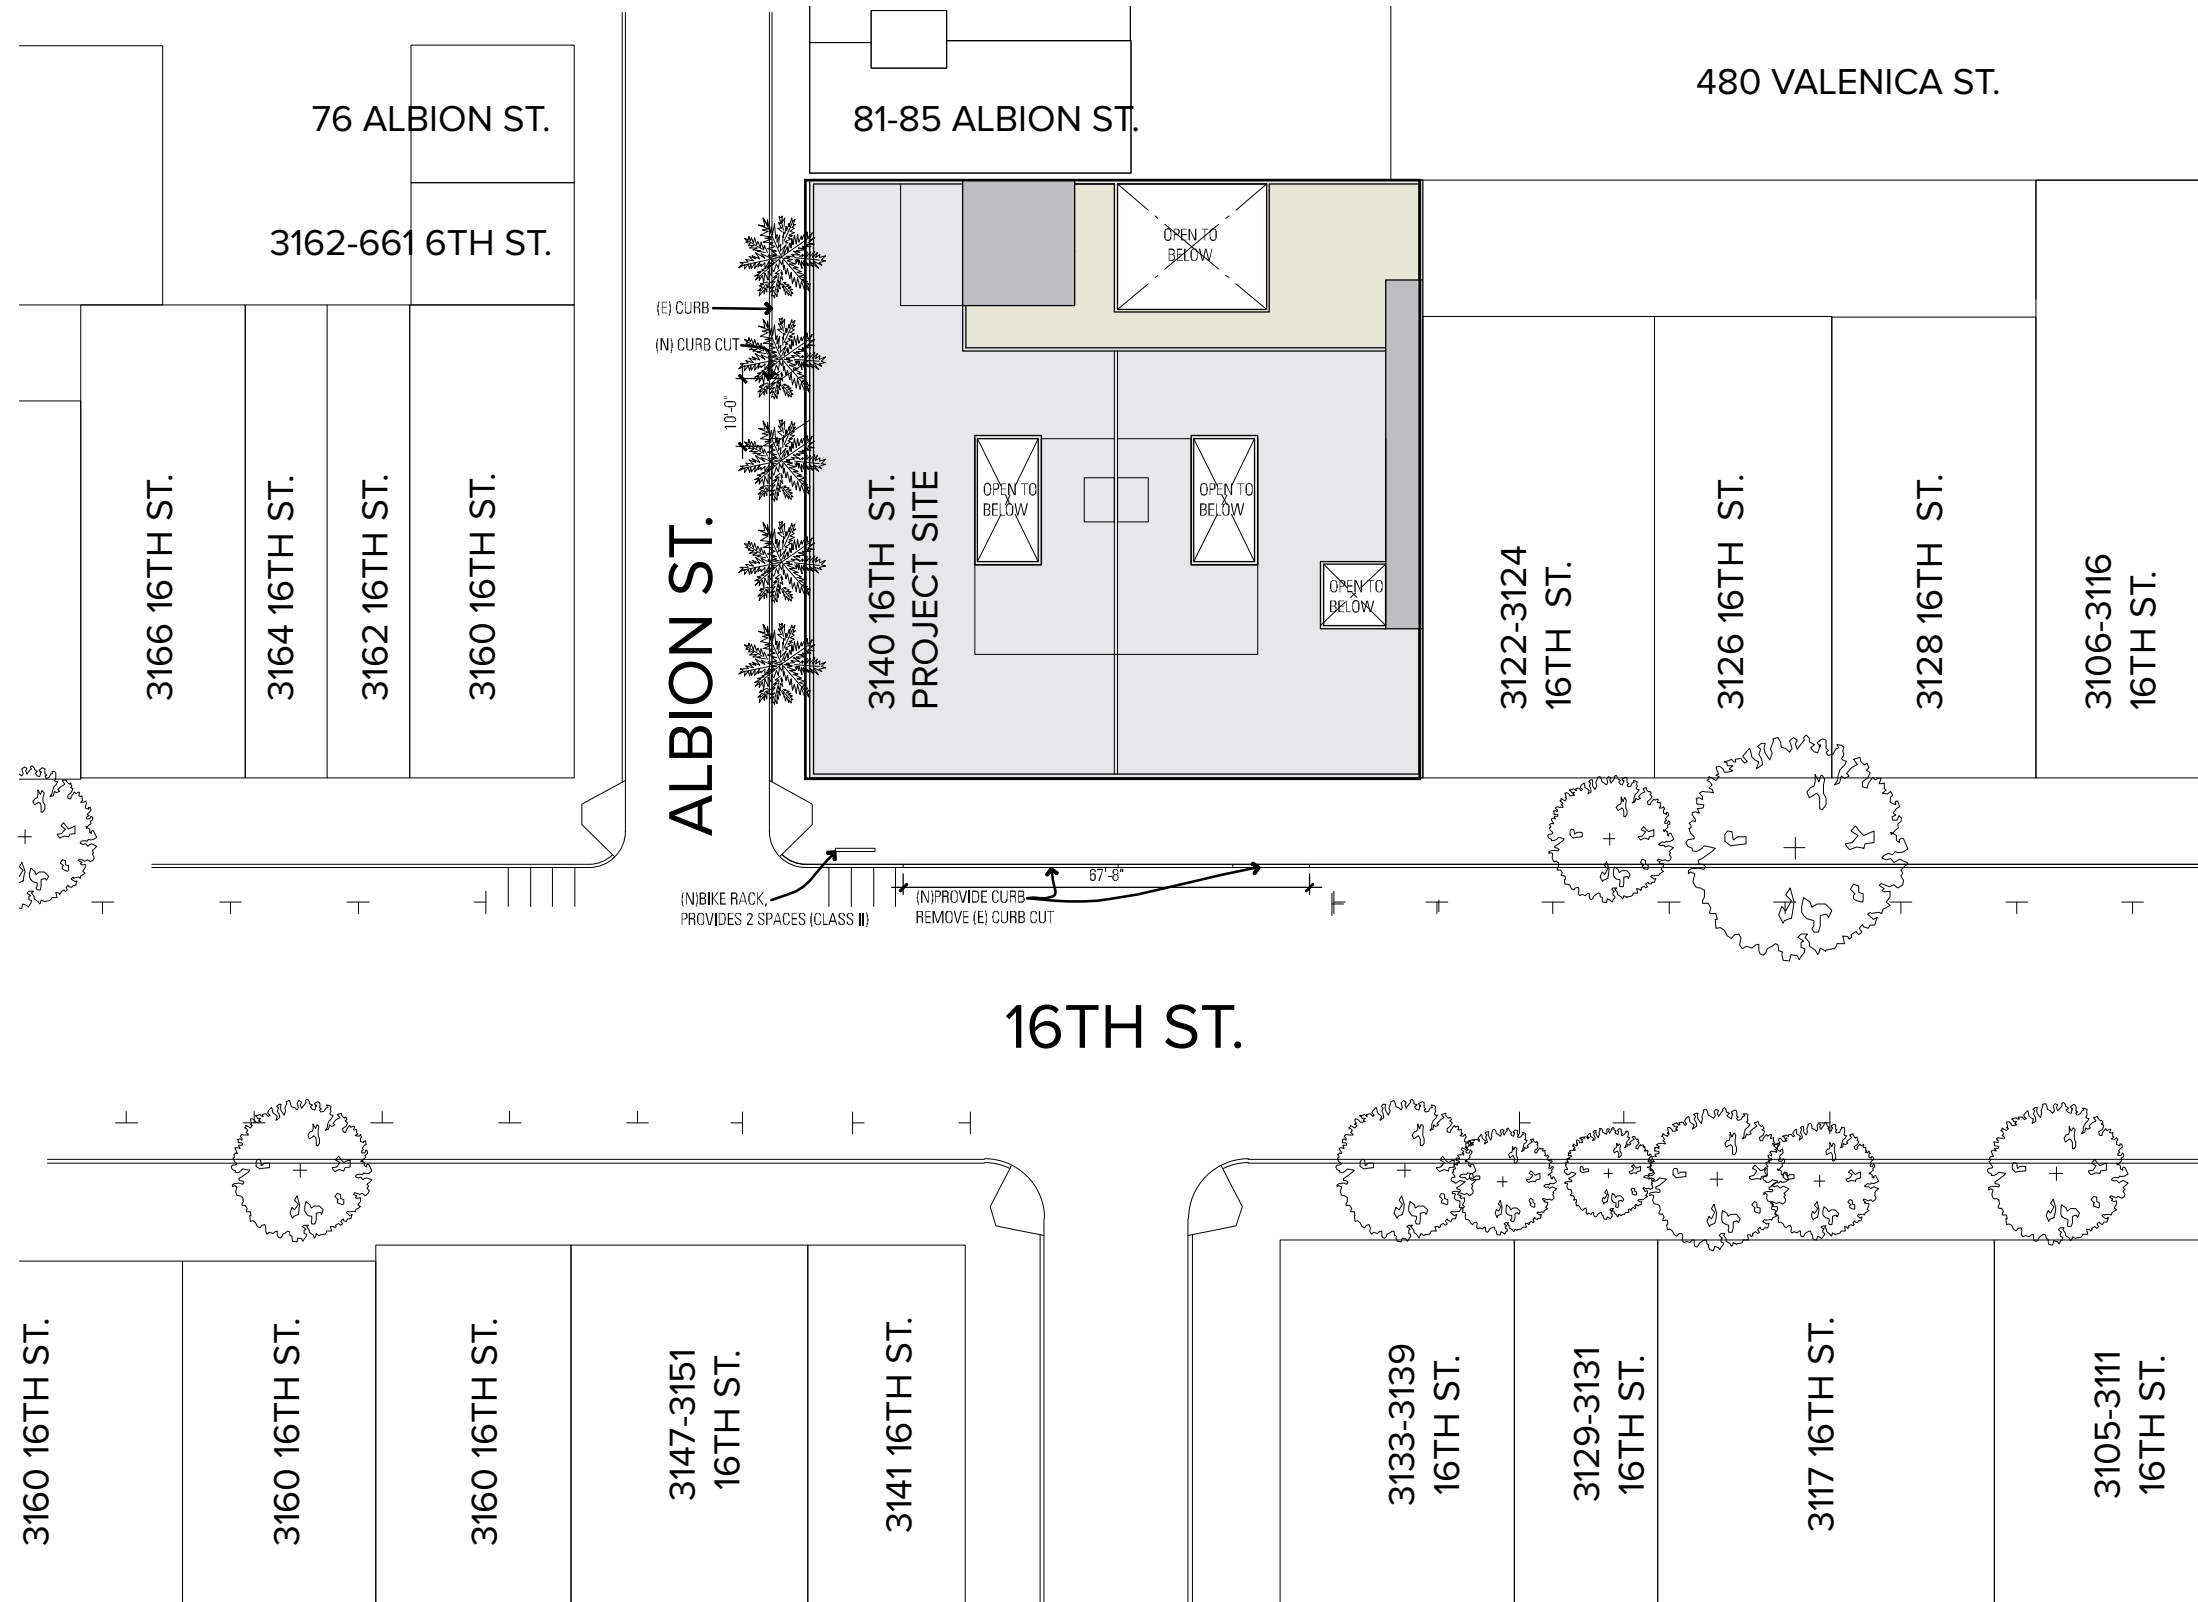 480 VALENICA ST.
76 ALBION ST.
81-85 ALBION ST.
3162-661 6TH ST.
OPEN TO
BELOW
(E) CURB
(N) CURB CUT
10'-0"
3166 16TH ST.
3164 16TH ST.
3162 16TH ST.
3160 16TH ST.
ALBION ST.
3140 16TH ST.
PROJECT SITE
OPEN TO
BELOW
OPEN TO
BELOW
OPEN TO
BELOW
3122-3124
16TH ST.
3126 16TH ST.
3128 16TH ST.
3106-3116
16TH ST.
67'-8"
(N)BIKE RACK,
PROVIDES 2 SPACES (CLASS II)
(N)PROVIDE CURB
REMOVE (E) CURB CUT
16TH ST.
3160 16TH ST.
3160 16TH ST.
3160 16TH ST.
3147-3151
16TH ST.
3141 16TH ST.
3133-3139
16TH ST.
3129-3131
16TH ST.
3117 16TH ST.
3105-3111
16TH ST.